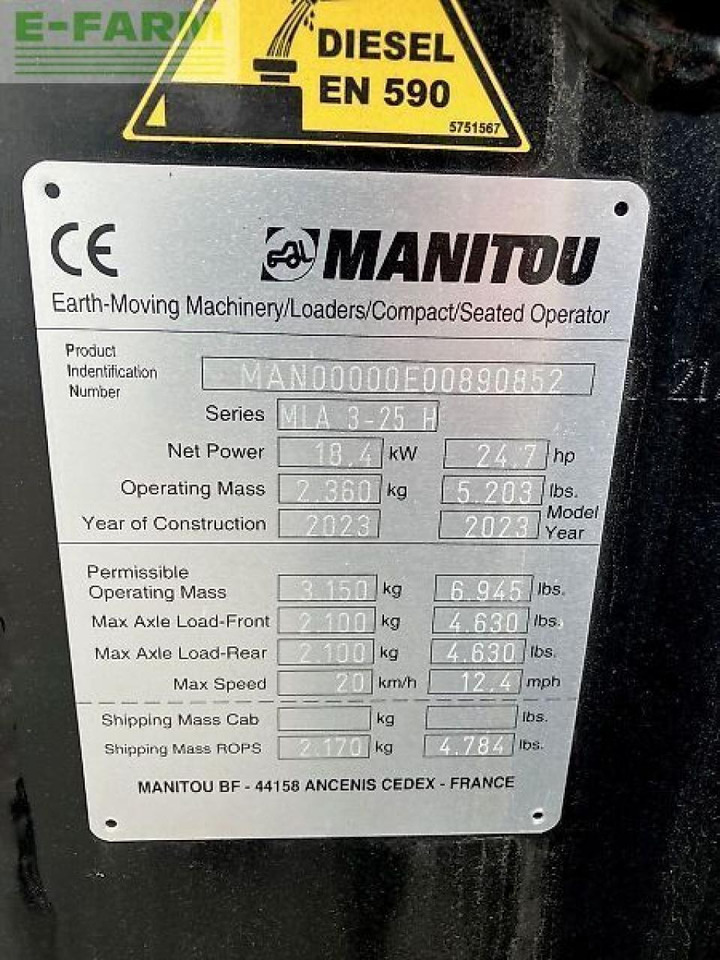 E-FARM
DIESEL
EN 590
5751567
CE MANITOU
Earth-Moving Machinery/Loaders/Compact/Seated Operator
Product
Indentification
Number MAN00000E00890852
Series MLA 3-25 H
Net Power 18.4 kW 24.7 hp
Operating Mass 2.360 kg 5.203 lbs.
Year of Construction 2023 2023 Model Year
Permissible
Operating Mass 3.150 kg 6.945 lbs.
Max Axle Load-Front 2.100 kg 4.630 lbs.
Max Axle Load-Rear 2.100 kg 4.630 lbs.
Max Speed 20 km/h 12.4 mph
Shipping Mass Cab kg lbs.
Shipping Mass ROPS 2.170 kg 4.784 lbs.
MANITOU BF - 44158 ANCENIS CEDEX - FRANCE